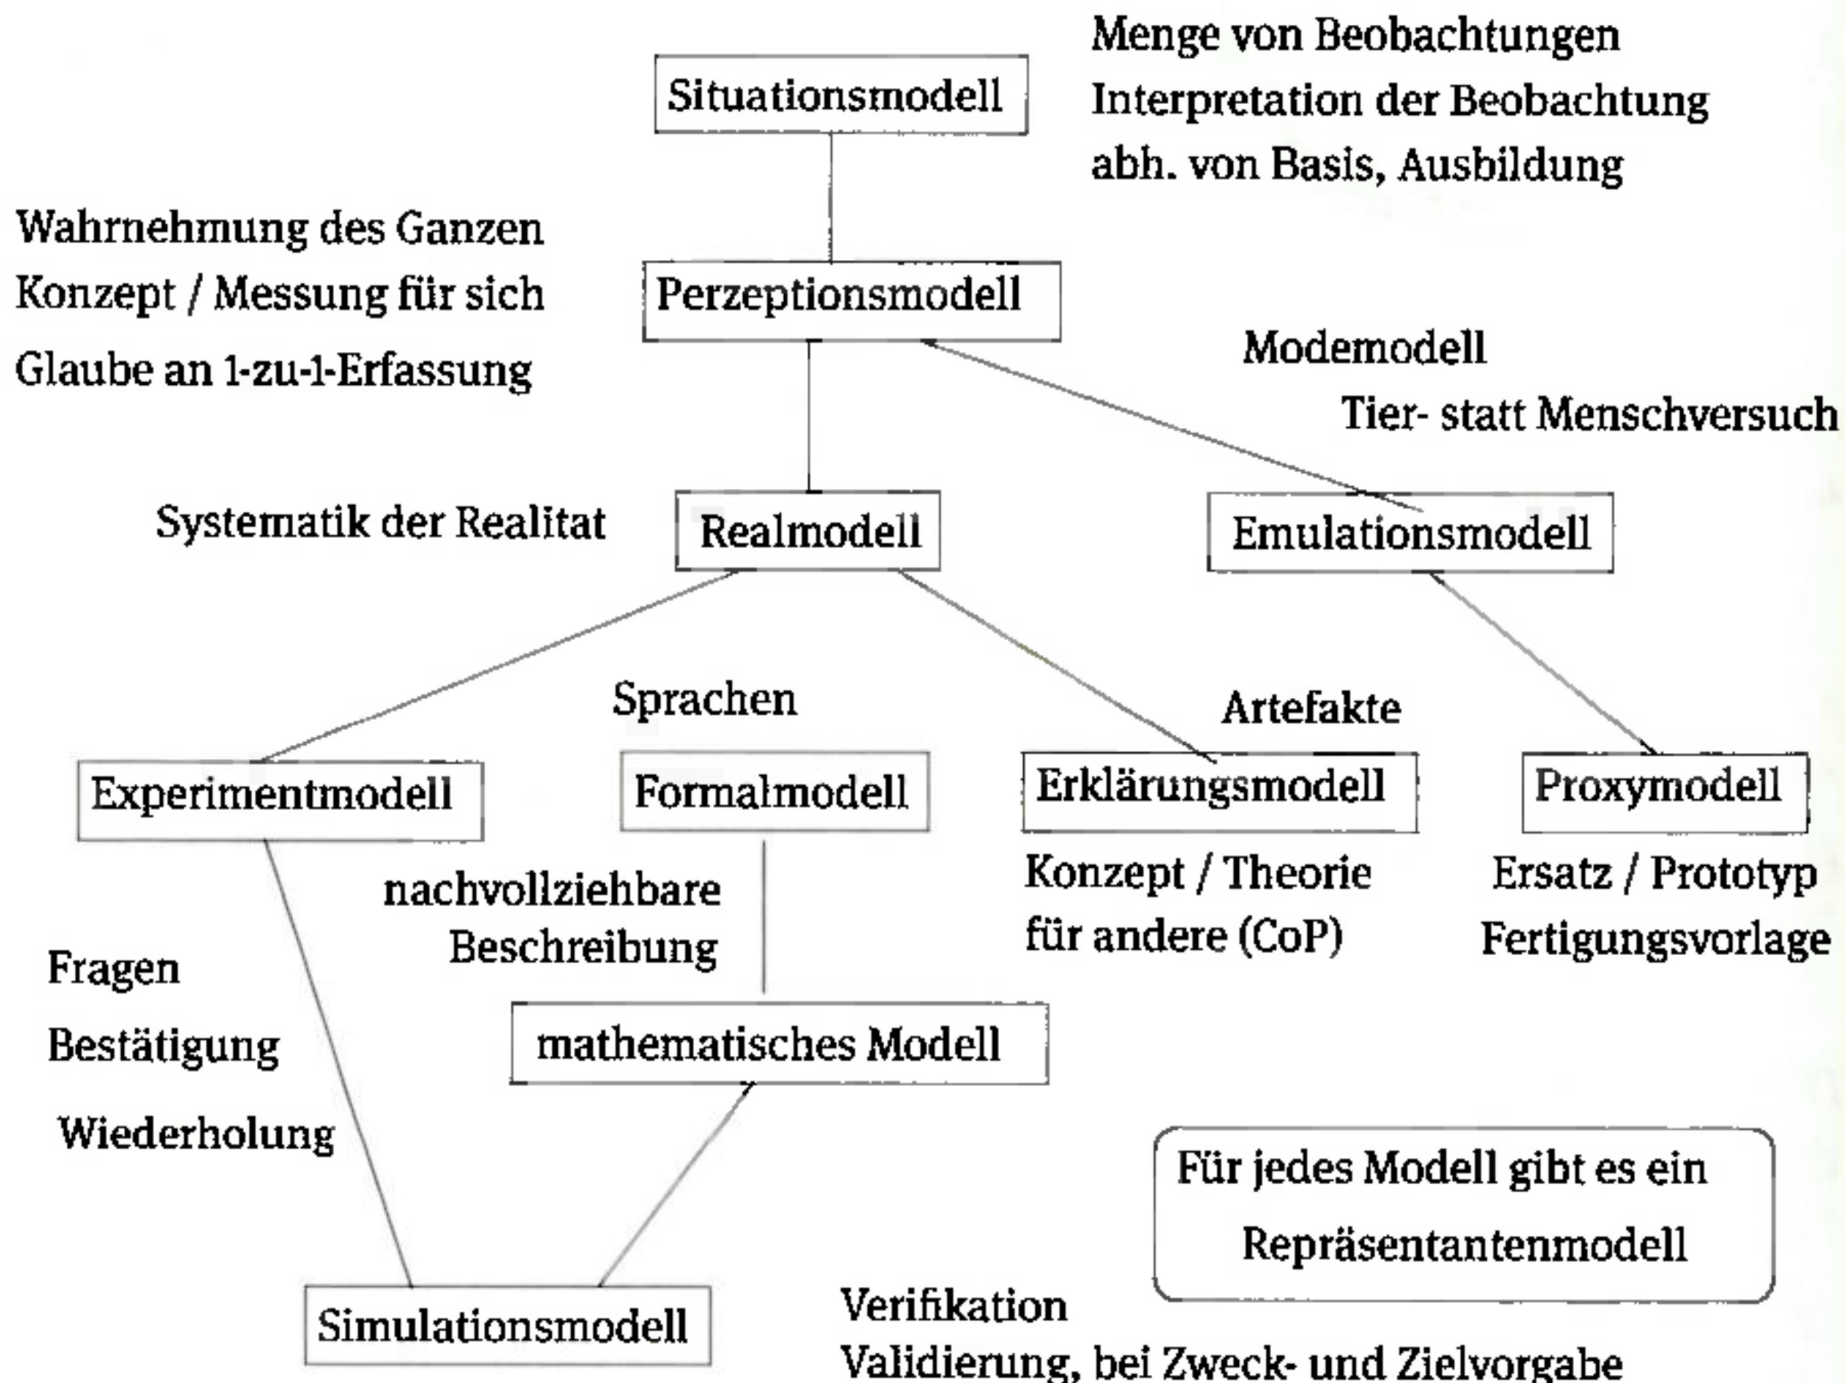 Menge von Beobachtungen
Situationsmodell
Interpretation der Beobachtung
abh. von Basis, Ausbildung
Wahrnehmung des Ganzen
Konzept / Messung für sich
Perzeptionsmodell
Glaube an 1-zu-1-Erfassung
Modemodell
Tier- statt Menschversuch
Systematik der Realitat
Realmodell
Emulationsmodell
Sprachen
Artefakte
Experimentmodell
Formalmodell
Erklärungsmodell
Proxymodell
nachvollziehbare
Beschreibung
Konzept / Theorie
für andere (CoP)
Ersatz / Prototyp
Fertigungsvorlage
Fragen
Bestätigung
Wiederholung
mathematisches Modell
Für jedes Modell gibt es ein
Repräsentantenmodell
Simulationsmodell
Verifikation
Validierung, bei Zweck- und Zielvorgabe